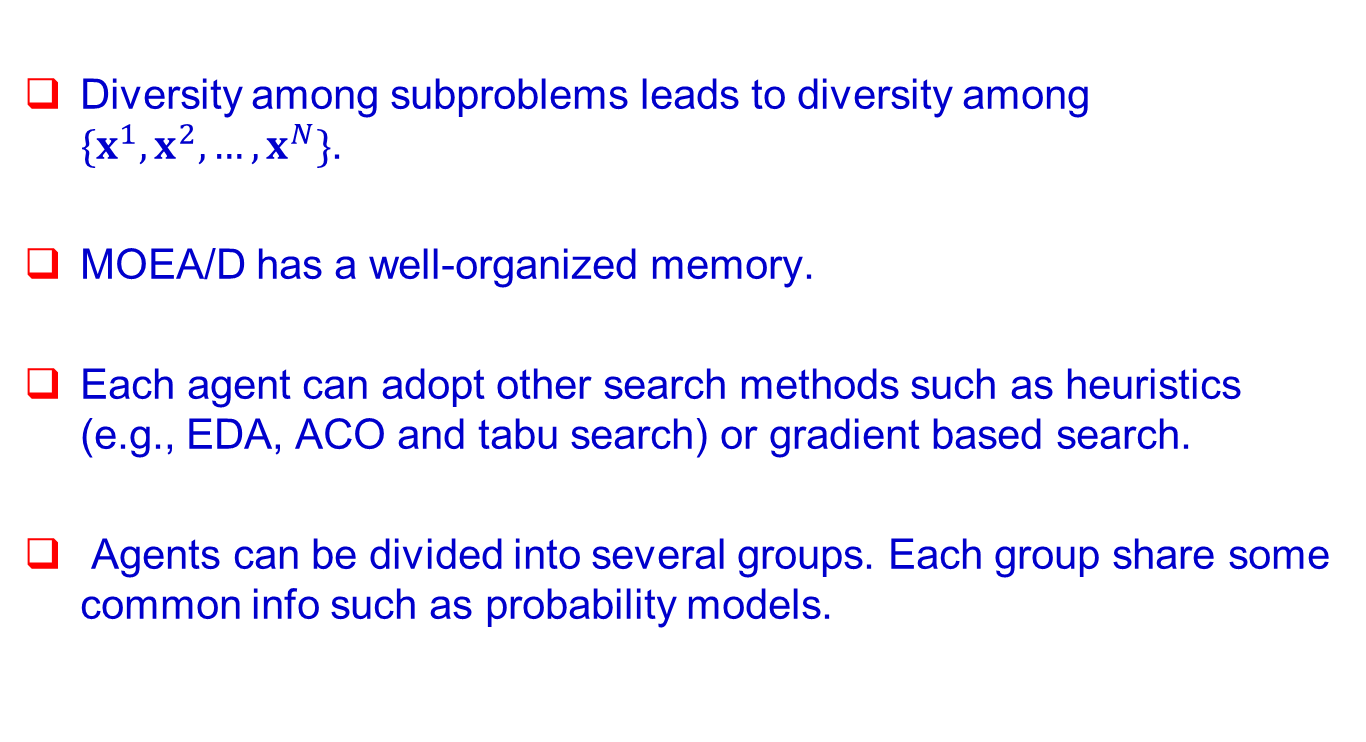 ❑ Diversity among subproblems leads to diversity among
{𝐱¹, 𝐱², … , 𝐱ᴺ}.
❑ MOEA/D has a well-organized memory.
❑ Each agent can adopt other search methods such as heuristics
(e.g., EDA, ACO and tabu search) or gradient based search.
❑ Agents can be divided into several groups. Each group share some
common info such as probability models.